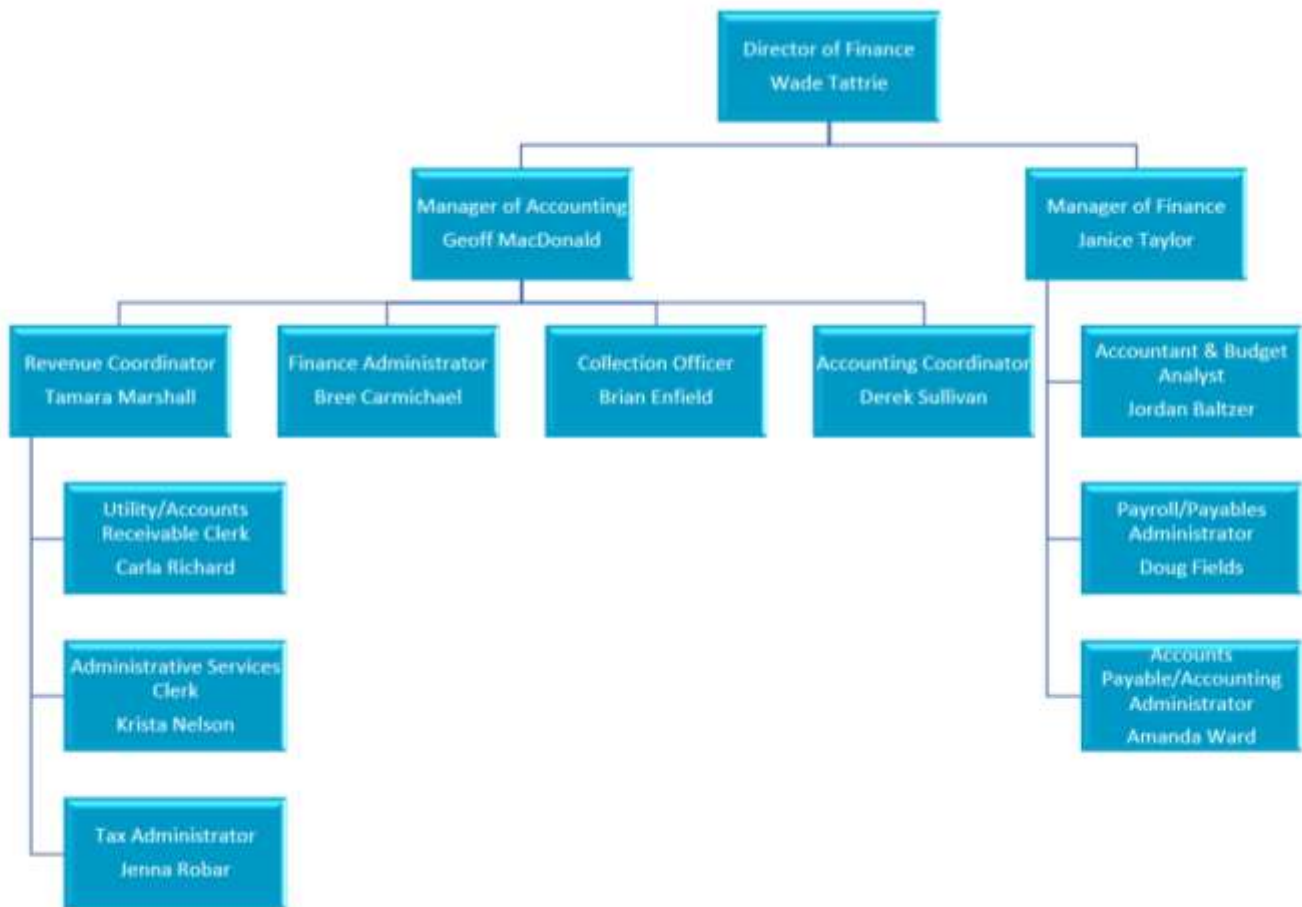 Director of Finance
Wade Tattrie
Manager of Accounting
Geoff MacDonald
Manager of Finance
Janice Taylor
Revenue Coordinator
Tamara Marshall
Finance Administrator
Bree Carmichael
Collection Officer
Brian Enfield
Accounting Coordinator
Derek Sullivan
Accountant & Budget
Analyst
Jordan Baltzer
Utility/Accounts
Receivable Clerk
Carla Richard
Payroll/Payables
Administrator
Doug Fields
Administrative Services
Clerk
Krista Nelson
Accounts
Payable/Accounting
Administrator
Amanda Ward
Tax Administrator
Jenna Robar